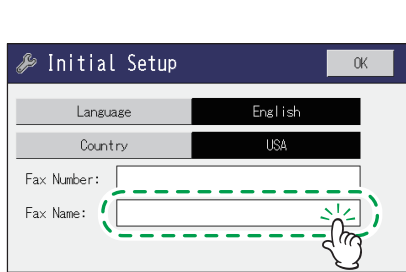 Initial Setup OK
Language English
Country USA
Fax Number:
Fax Name: